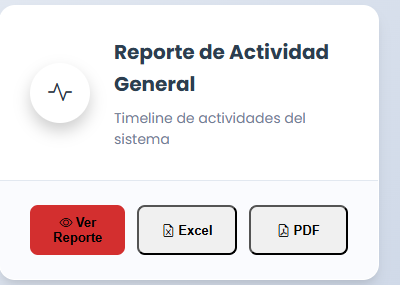 Reporte de Actividad
General
Timeline de actividades del
sistema
Ver
Reporte
Excel
PDF